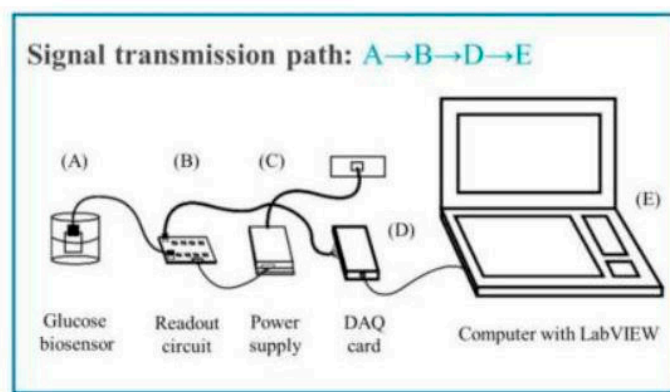 Signal transmission path: A→B→D→E
(A)
(B)
(C)
(D)
(E)
Glucose
biosensor
Readout
circuit
Power
supply
DAQ
card
Computer with LabVIEW